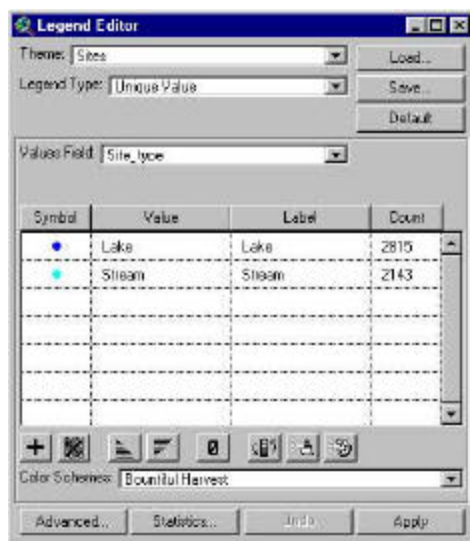 Legend Editor
Theme: Sites
Load...
Legend Type: Unique Value
Save...
Default
Values Field: Site_type
Symbol Value Label Count
Lake Lake 2815
Stream Stream 2143
Color Schemes: Bountiful Harvest
Advanced... Statistics... Undo Apply